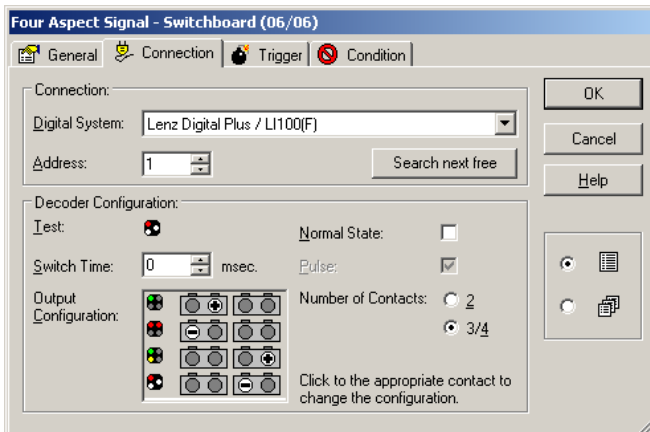 Four Aspect Signal - Switchboard (06/06)
General Connection Trigger Condition
Connection:
Digital System: Lenz Digital Plus / LI100(F)
Address: 1 Search next free
OK
Cancel
Help
Decoder Configuration:
Test: Normal State:
Switch Time: 0 msec. Pulse:
Output Configuration: Number of Contacts: 2
3/4
Click to the appropriate contact to
change the configuration.